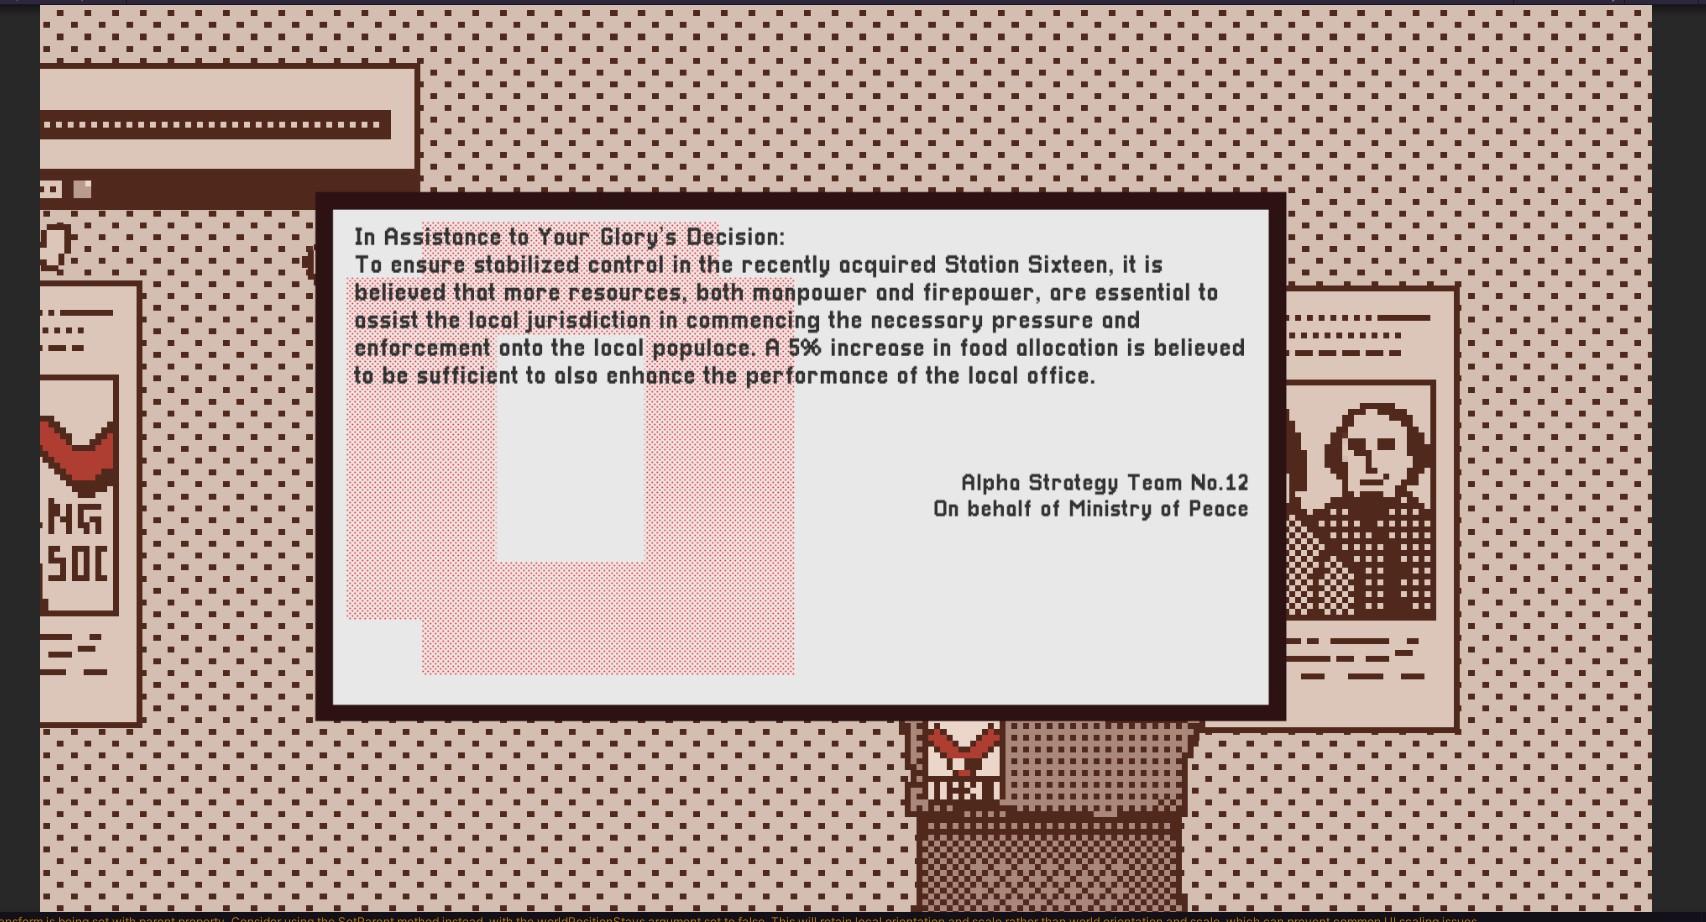 In Assistance to Your Glory's Decision:
To ensure stabilized control in the recently acquired Station Sixteen, it is
believed that more resources, both manpower and firepower, are essential to
assist the local jurisdiction in commencing the necessary pressure and
enforcement onto the local populace. A 5% increase in food allocation is believed
to be sufficient to also enhance the performance of the local office.
Alpha Strategy Team No.12
On behalf of Ministry of Peace
NG
SOC
is being set with parent property. Consider using the SetParent method instead, with the worldPositionStays argument set to false. This will retain local orientation and scale rather than world orientation and scale, which can prevent common UI scaling issues.